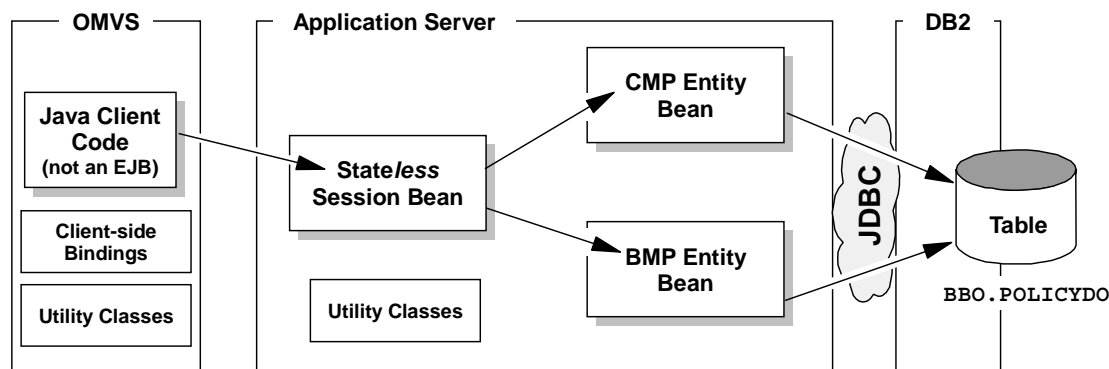 OMVS
Application Server
DB2
Java Client
Code
(not an EJB)
Client-side
Bindings
Utility Classes
Stateless
Session Bean
Utility Classes
CMP Entity
Bean
BMP Entity
Bean
JDBC
Table
BBO.POLICYDO